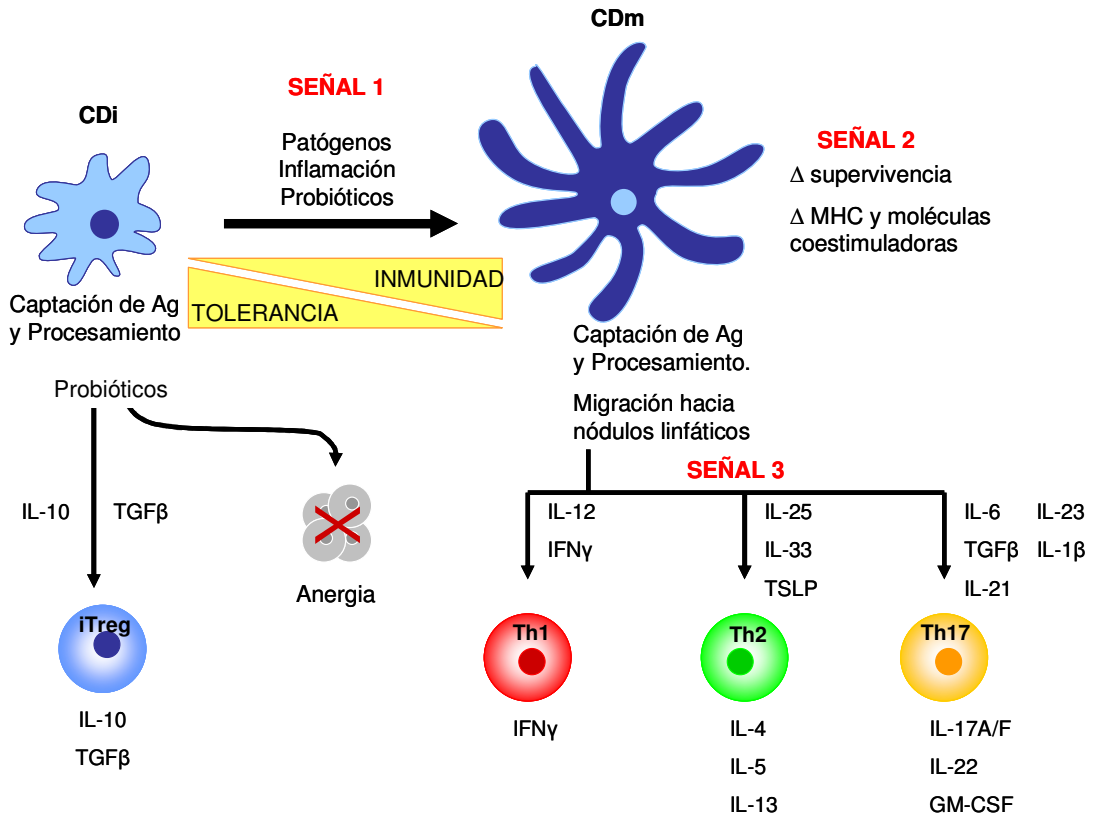 CDm
SEÑAL 1
CDi
Patógenos
Inflamación
Probióticos
SEÑAL 2
Δ supervivencia
Δ MHC y moléculas
coestimuladoras
INMUNIDAD
TOLERANCIA
Captación de Ag
y Procesamiento
Captación de Ag
y Procesamiento.
Migración hacia
nódulos linfáticos
Probióticos
SEÑAL 3
IL-10
TGFβ
Anergia
IL-12
IFNγ
IL-25
IL-33
TSLP
IL-6
IL-23
TGFβ
IL-1β
IL-21
iTreg
Th1
Th2
Th17
IL-10
TGFβ
IFNγ
IL-4
IL-5
IL-13
IL-17A/F
IL-22
GM-CSF